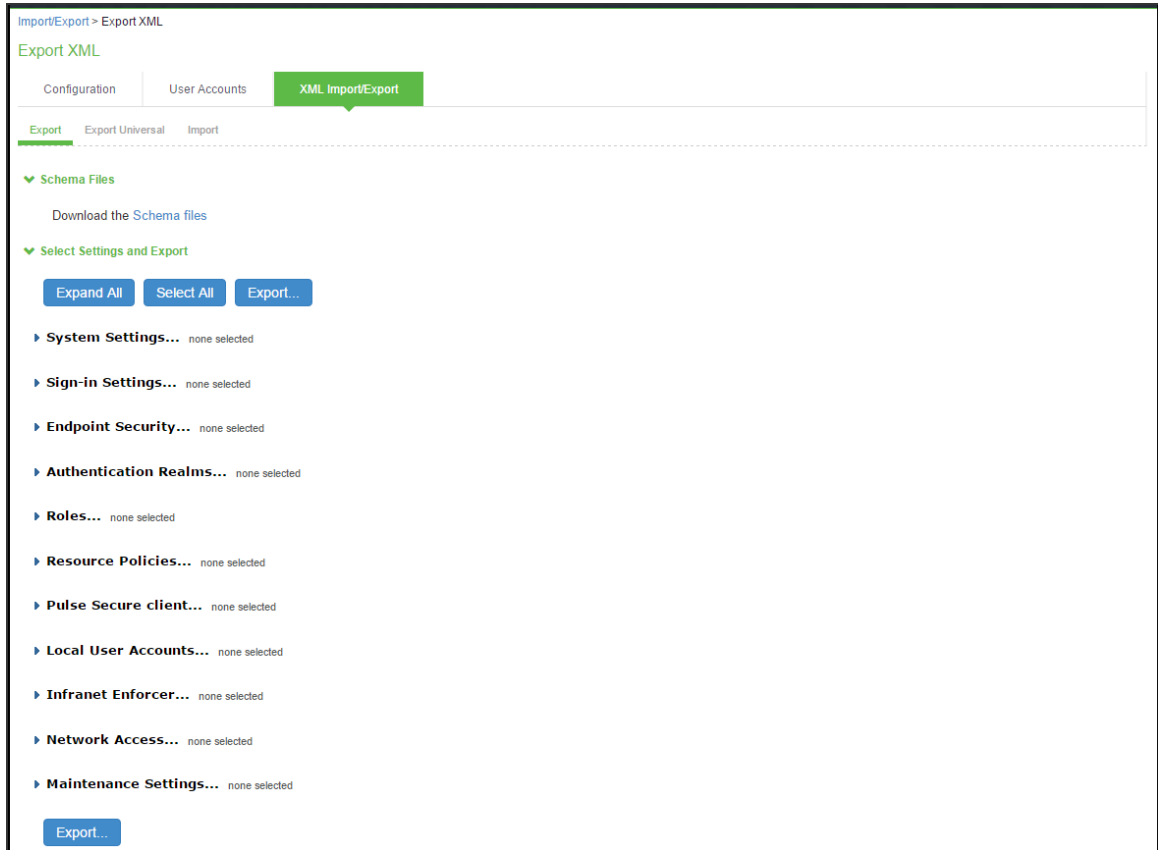 Import/Export > Export XML
Export XML
Configuration User Accounts XML Import/Export
Export Export Universal Import
Schema Files
Download the Schema files
Select Settings and Export
Expand All Select All Export...
System Settings... none selected
Sign-in Settings... none selected
Endpoint Security... none selected
Authentication Realms... none selected
Roles... none selected
Resource Policies... none selected
Pulse Secure client... none selected
Local User Accounts... none selected
Infranet Enforcer... none selected
Network Access... none selected
Maintenance Settings... none selected
Export...